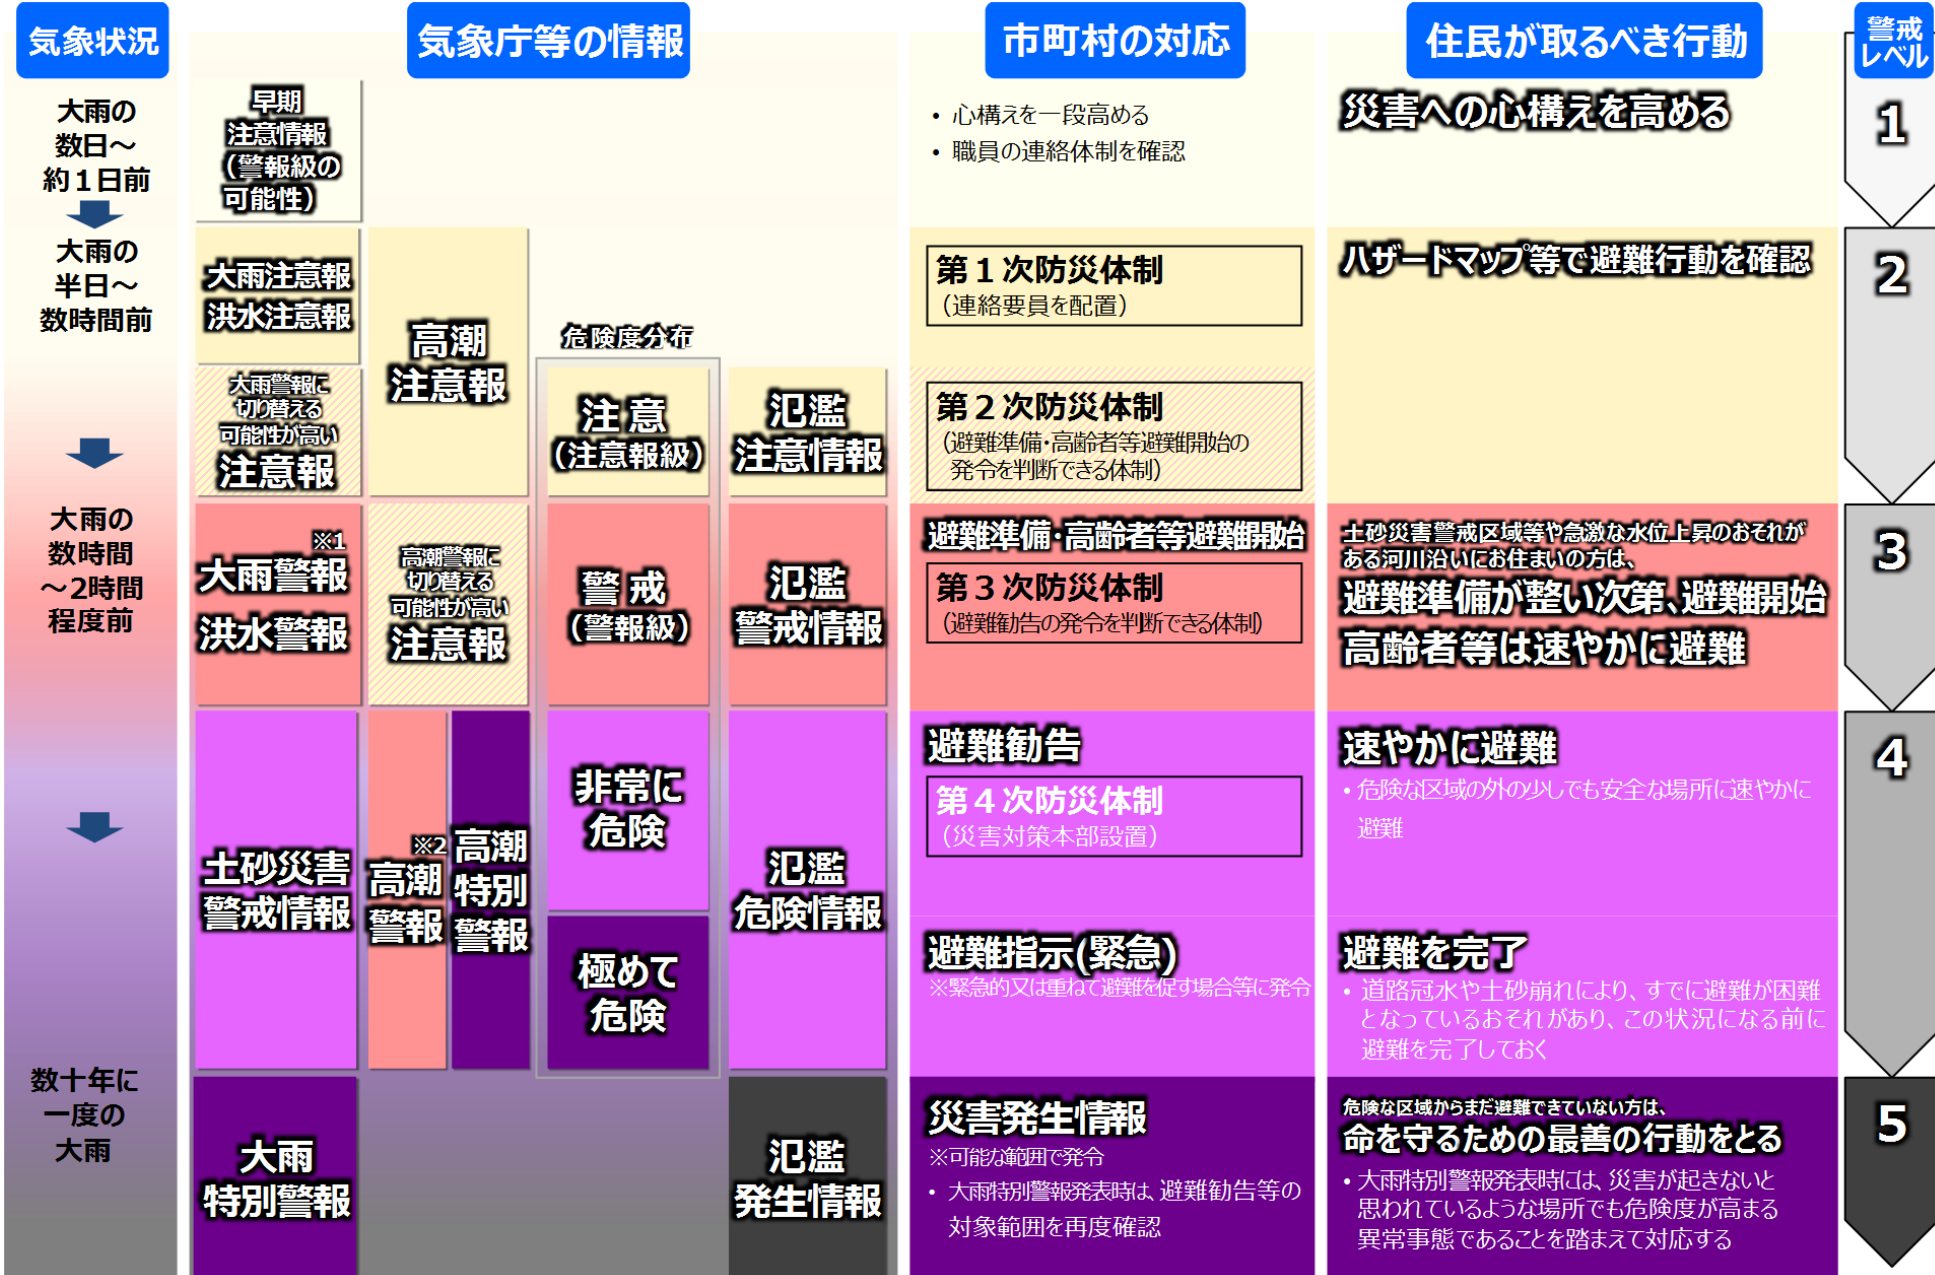 気象状況
気象庁等の情報
市町村の対応
住民が取るべき行動
警戒
レベル
大雨の
数日～
約１日前
大雨の
半日～
数時間前
大雨の
数時間
～2時間
程度前
数十年に
一度の
大雨
早期
注意情報
（警報級の
可能性）
大雨注意報
洪水注意報
大雨警報に
切り替える
可能性が高い
注意報
高潮
注意報
危険度分布
注意
（注意報級）
氾濫
注意情報
※1
大雨警報
洪水警報
高潮警報に
切り替える
可能性が高い
注意報
警戒
（警報級）
氾濫
警戒情報
土砂災害
警戒情報
※2
高潮
警報
高潮
特別
警報
非常に
危険
極めて
危険
氾濫
危険情報
大雨
特別警報
氾濫
発生情報
• 心構えを一段高める
• 職員の連絡体制を確認
第１次防災体制
（連絡要員を配置）
第２次防災体制
（避難準備・高齢者等避難開始の
発令を判断できる体制）
避難準備・高齢者等避難開始
第３次防災体制
（避難勧告の発令を判断できる体制）
避難勧告
第４次防災体制
（災害対策本部設置）
避難指示(緊急)
※緊急的又は重ねて避難を促す場合等に発令
災害発生情報
※可能な範囲で発令
• 大雨特別警報発表時は、避難勧告等の
対象範囲を再度確認
災害への心構えを高める
ハザードマップ等で避難行動を確認
土砂災害警戒区域等や急激な水位上昇のおそれが
ある河川沿いにお住まいの方は、
避難準備が整い次第、避難開始
高齢者等は速やかに避難
速やかに避難
• 危険な区域の外の少しでも安全な場所に速やかに
避難
避難を完了
• 道路冠水や土砂崩れにより、すでに避難が困難
となっているおそれがあり、この状況になる前に
避難を完了しておく
危険な区域からまだ避難できていない方は、
命を守るための最善の行動をとる
• 大雨特別警報発表時には、災害が起きないと
思われているような場所でも危険度が高まる
異常事態であることを踏まえて対応する
1
2
3
4
5